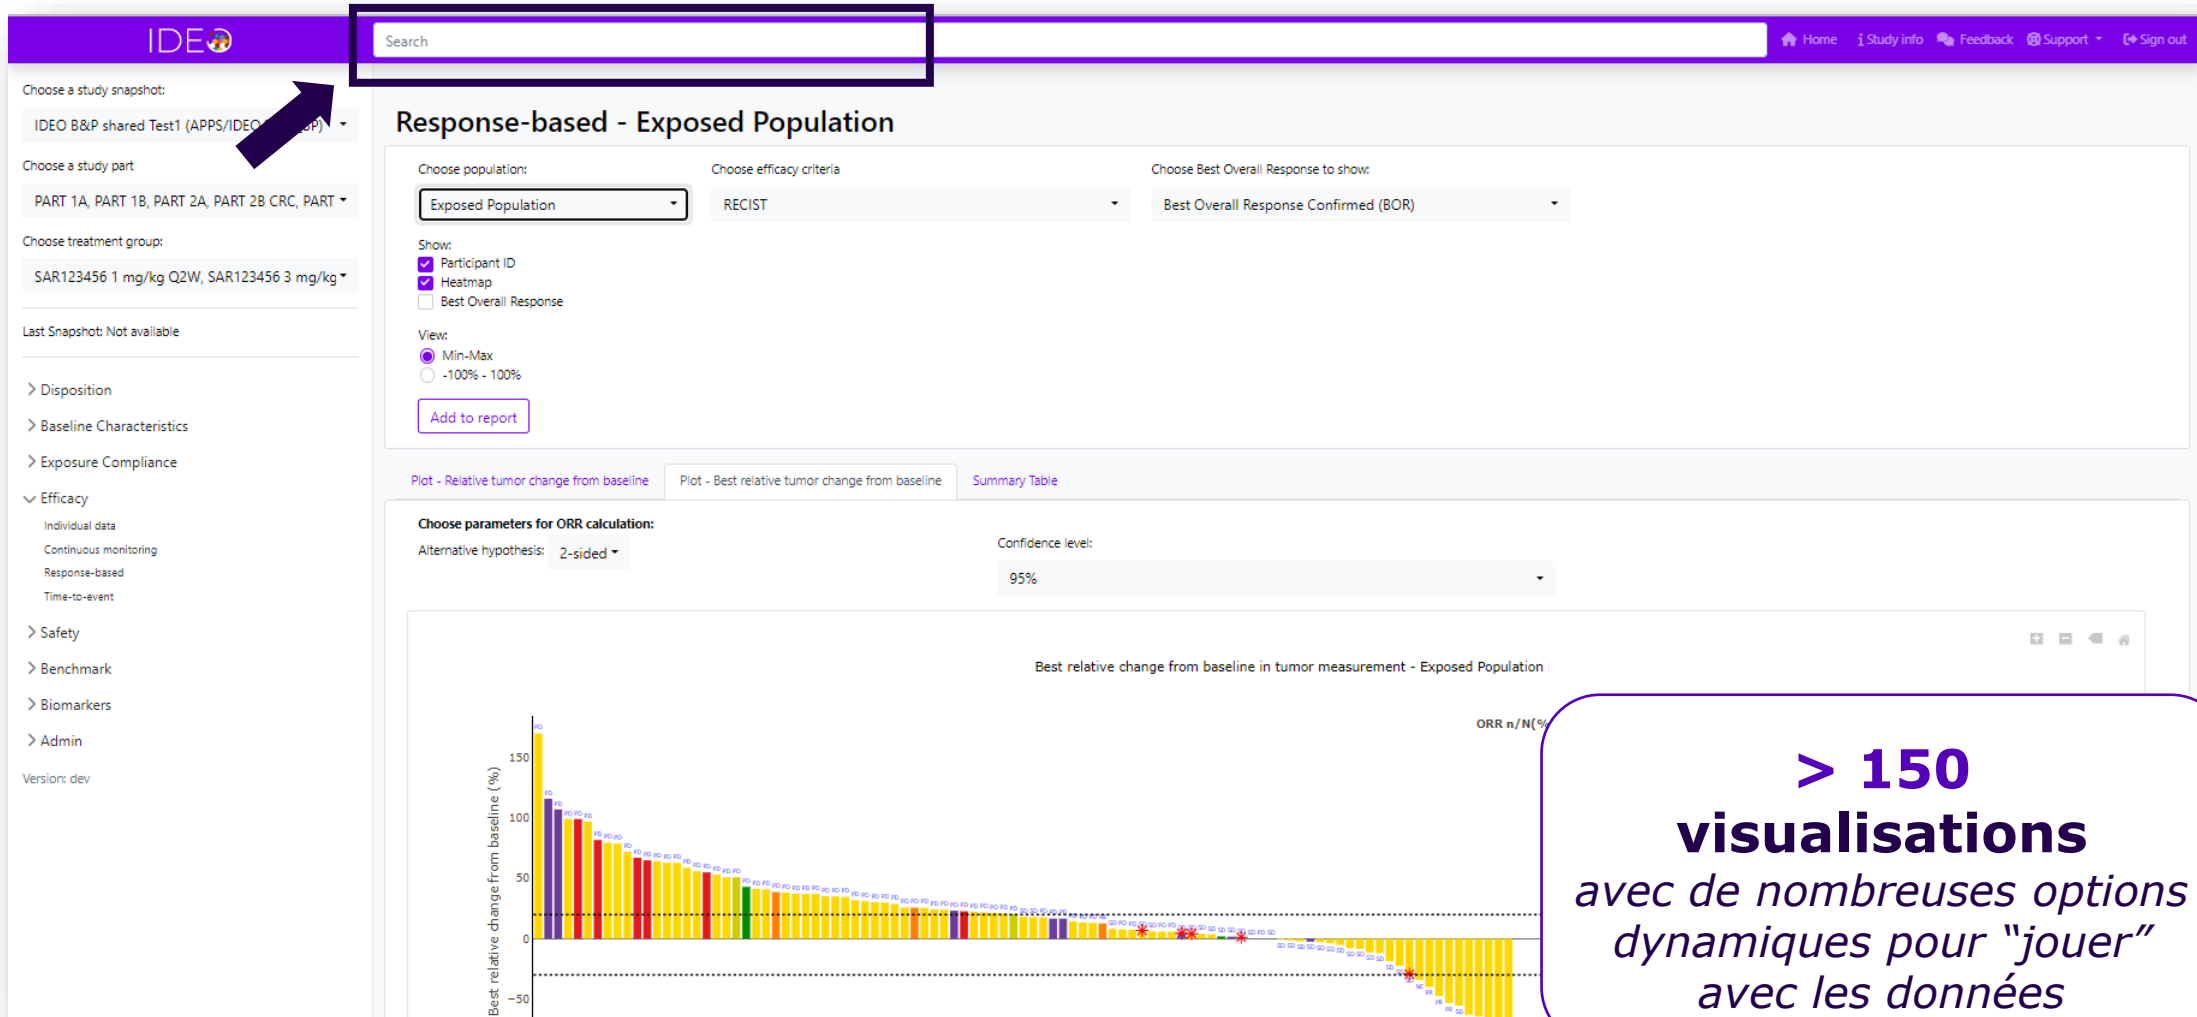 IDEO
Search
Home
Study info
Feedback
Support
Sign out
Choose a study snapshot:
IDEO B&P shared Test1 (APPS/IDEO
Choose a study part
PART 1A, PART 1B, PART 2A, PART 2B CRC, PART
Choose treatment group:
SAR123456 1 mg/kg Q2W, SAR123456 3 mg/kg
Last Snapshot: Not available
Disposition
Baseline Characteristics
Exposure Compliance
Efficacy
Individual data
Continuous monitoring
Response-based
Time-to-event
Safety
Benchmark
Biomarkers
Admin
Version: dev
Response-based - Exposed Population
Choose population:
Exposed Population
Choose efficacy criteria
RECIST
Choose Best Overall Response to show:
Best Overall Response Confirmed (BOR)
Show:
Participant ID
Heatmap
Best Overall Response
View:
Min-Max
-100% - 100%
Add to report
Plot - Relative tumor change from baseline
Plot - Best relative tumor change from baseline
Summary Table
Choose parameters for ORR calculation:
Alternative hypothesis: 2-sided
Confidence level:
95%
Best relative change from baseline in tumor measurement - Exposed Population
ORR n/N(%
Best relative change from baseline (%)
150
100
50
0
−50
> 150
visualisations
avec de nombreuses options
dynamiques pour “jouer”
avec les données